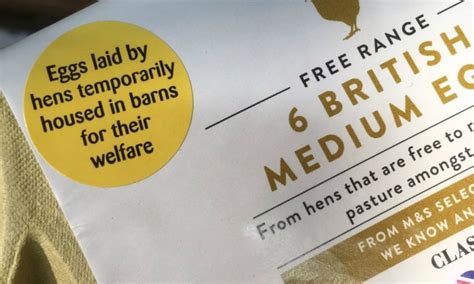 Eggs laid by
hens temporarily
housed in barns
for their
welfare
FREE RANGE
6 BRITISH
MEDIUM
From hens that are free to
pasture amongst
FROM M&S
WE KNOW